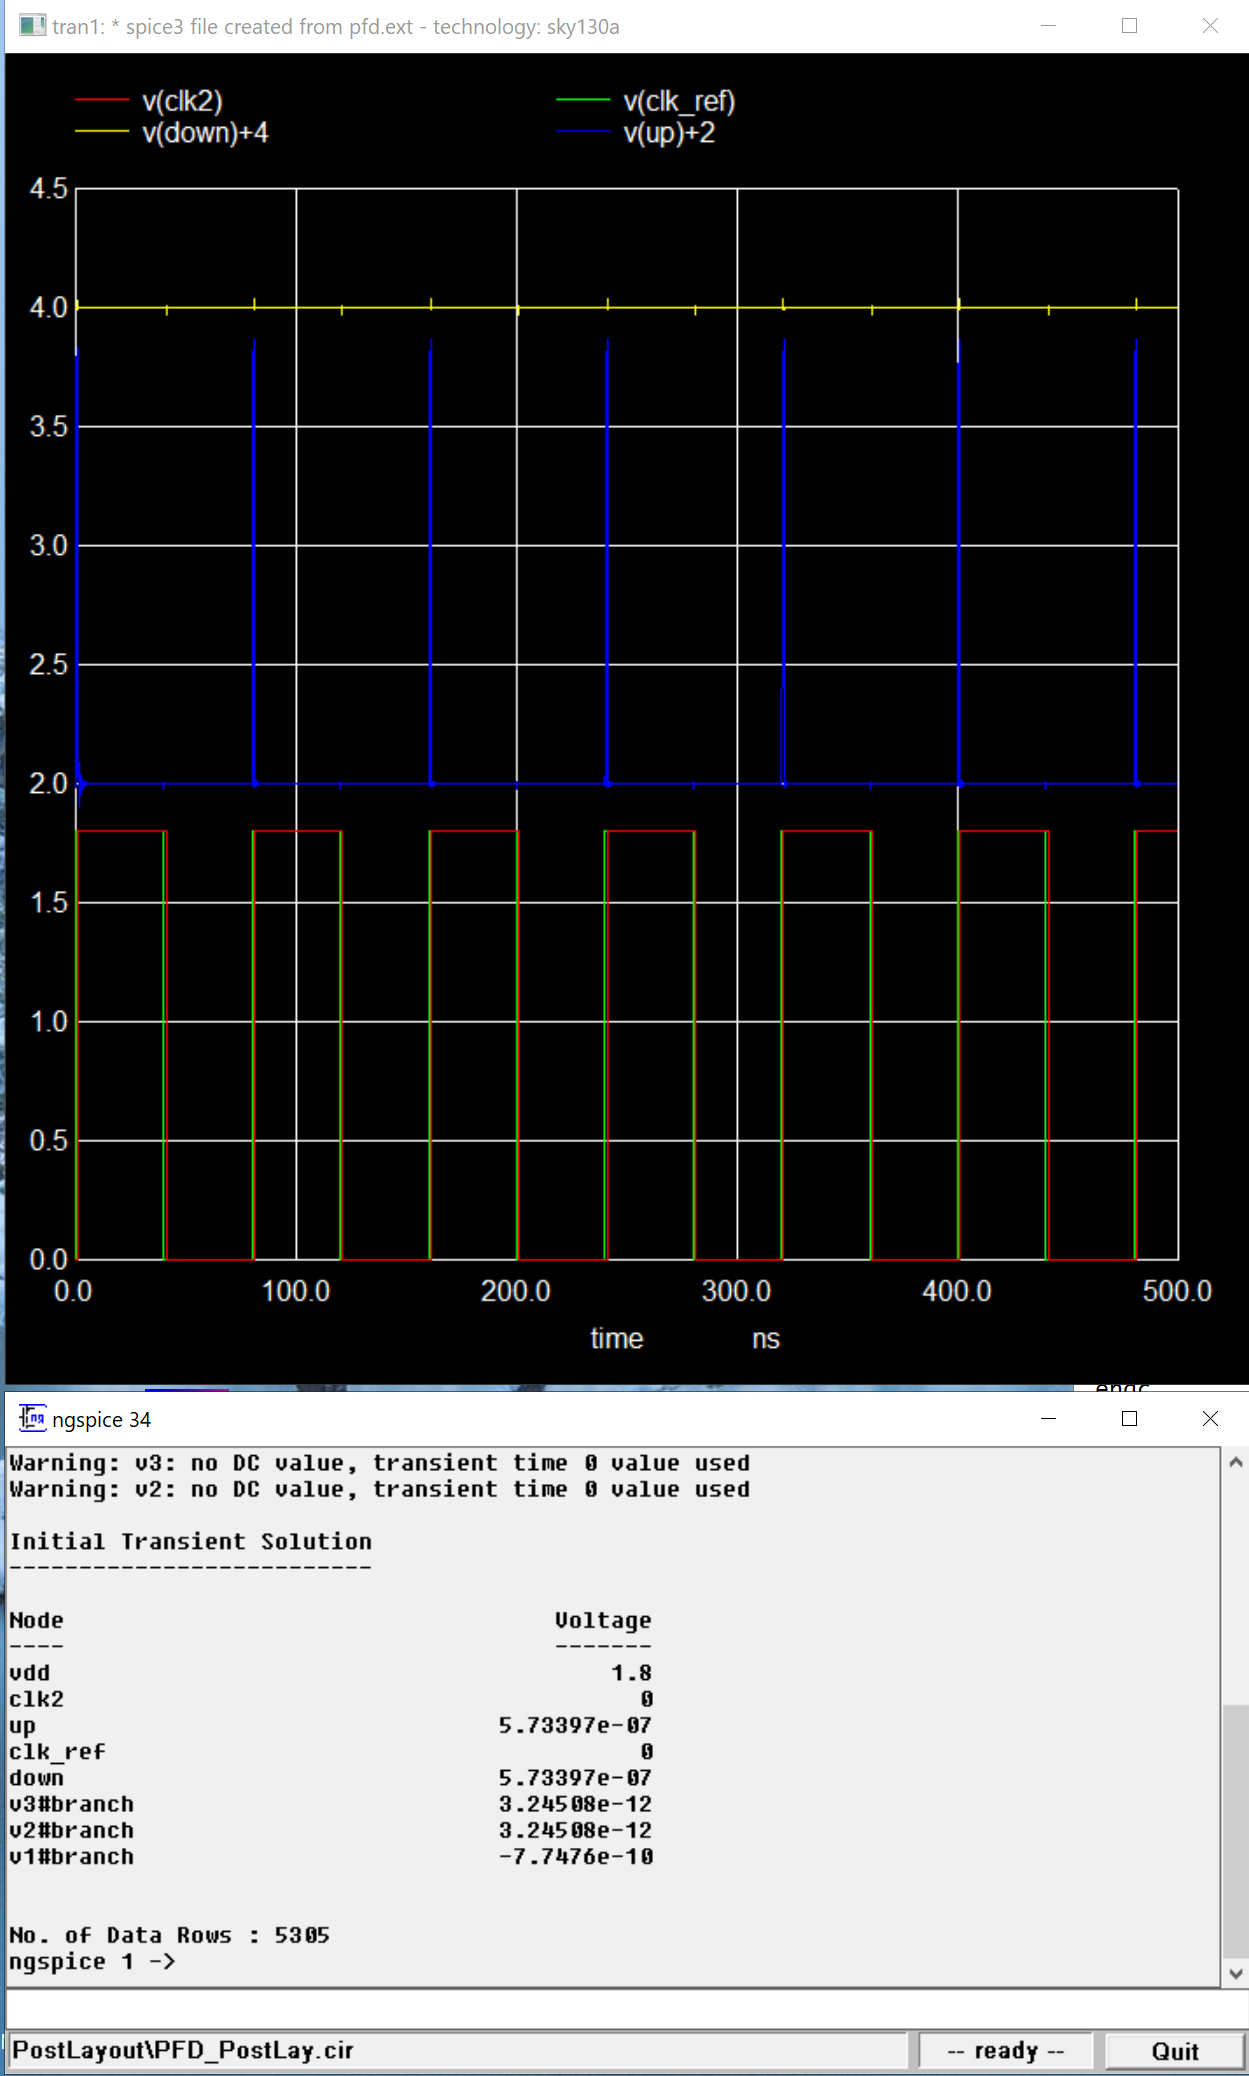 tran1: * spice3 file created from pfd.ext - technology: sky130a
v(clk2) v(clk_ref)
v(down)+4 v(up)+2
4.5
4.0
3.5
3.0
2.5
2.0
1.5
1.0
0.5
0.0
0.0 100.0 200.0 300.0 400.0 500.0
time ns
endc
ngspice 34
Warning: v3: no DC value, transient time 0 value used
Warning: v2: no DC value, transient time 0 value used
Initial Transient Solution
--------------------------
Node Voltage
---- -------
vdd 1.8
clk2 0
up 5.73397e-07
clk_ref 0
down 5.73397e-07
v3#branch 3.24508e-12
v2#branch 3.24508e-12
v1#branch -7.7476e-10
No. of Data Rows : 5305
ngspice 1 ->
PostLayout\PFD_PostLay.cir -- ready -- Quit